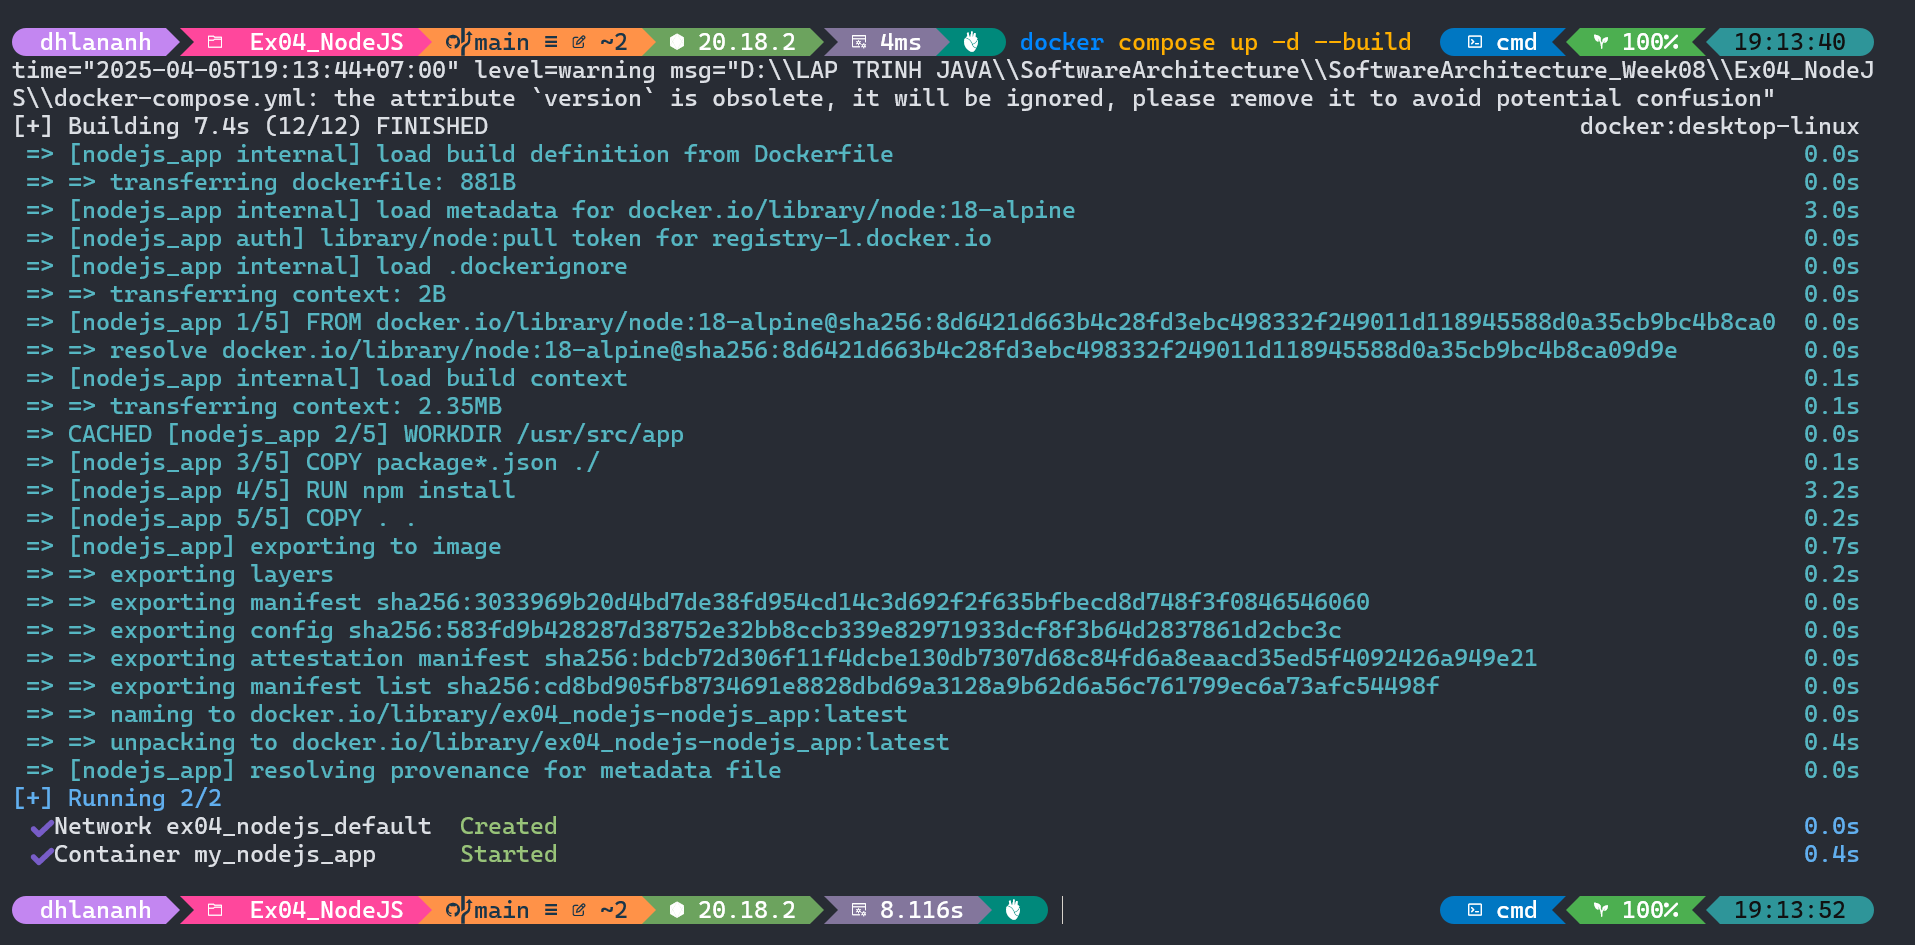 dhlananh Ex04_NodeJS main ≡ ~2 20.18.2 4ms docker compose up -d --build cmd 100% 19:13:40
time="2025-04-05T19:13:44+07:00" level=warning msg="D:\\LAP TRINH JAVA\\SoftwareArchitecture\\SoftwareArchitecture_Week08\\Ex04_NodeJ
S\\docker-compose.yml: the attribute `version` is obsolete, it will be ignored, please remove it to avoid potential confusion"
[+] Building 7.4s (12/12) FINISHED docker:desktop-linux
=> [nodejs_app internal] load build definition from Dockerfile 0.0s
=> => transferring dockerfile: 881B 0.0s
=> [nodejs_app internal] load metadata for docker.io/library/node:18-alpine 3.0s
=> [nodejs_app auth] library/node:pull token for registry-1.docker.io 0.0s
=> [nodejs_app internal] load .dockerignore 0.0s
=> => transferring context: 2B 0.0s
=> [nodejs_app 1/5] FROM docker.io/library/node:18-alpine@sha256:8d6421d663b4c28fd3ebc498332f249011d118945588d0a35cb9bc4b8ca0 0.0s
=> => resolve docker.io/library/node:18-alpine@sha256:8d6421d663b4c28fd3ebc498332f249011d118945588d0a35cb9bc4b8ca09d9e 0.0s
=> [nodejs_app internal] load build context 0.1s
=> => transferring context: 2.35MB 0.1s
=> CACHED [nodejs_app 2/5] WORKDIR /usr/src/app 0.0s
=> [nodejs_app 3/5] COPY package*.json ./ 0.1s
=> [nodejs_app 4/5] RUN npm install 3.2s
=> [nodejs_app 5/5] COPY . . 0.2s
=> [nodejs_app] exporting to image 0.7s
=> => exporting layers 0.2s
=> => exporting manifest sha256:3033969b20d4bd7de38fd954cd14c3d692f2f635bfbecd8d748f3f0846546060 0.0s
=> => exporting config sha256:583fd9b428287d38752e32bb8ccb339e82971933dcf8f3b64d2837861d2cbc3c 0.0s
=> => exporting attestation manifest sha256:bdcb72d306f11f4dcbe130db7307d68c84fd6a8eaacd35ed5f4092426a949e21 0.0s
=> => exporting manifest list sha256:cd8bd905fb8734691e8828dbd69a3128a9b62d6a56c761799ec6a73afc54498f 0.0s
=> => naming to docker.io/library/ex04_nodejs-nodejs_app:latest 0.0s
=> => unpacking to docker.io/library/ex04_nodejs-nodejs_app:latest 0.4s
=> [nodejs_app] resolving provenance for metadata file 0.0s
[+] Running 2/2
✔Network ex04_nodejs_default Created 0.0s
✔Container my_nodejs_app Started 0.4s
dhlananh Ex04_NodeJS main ≡ ~2 20.18.2 8.116s cmd 100% 19:13:52